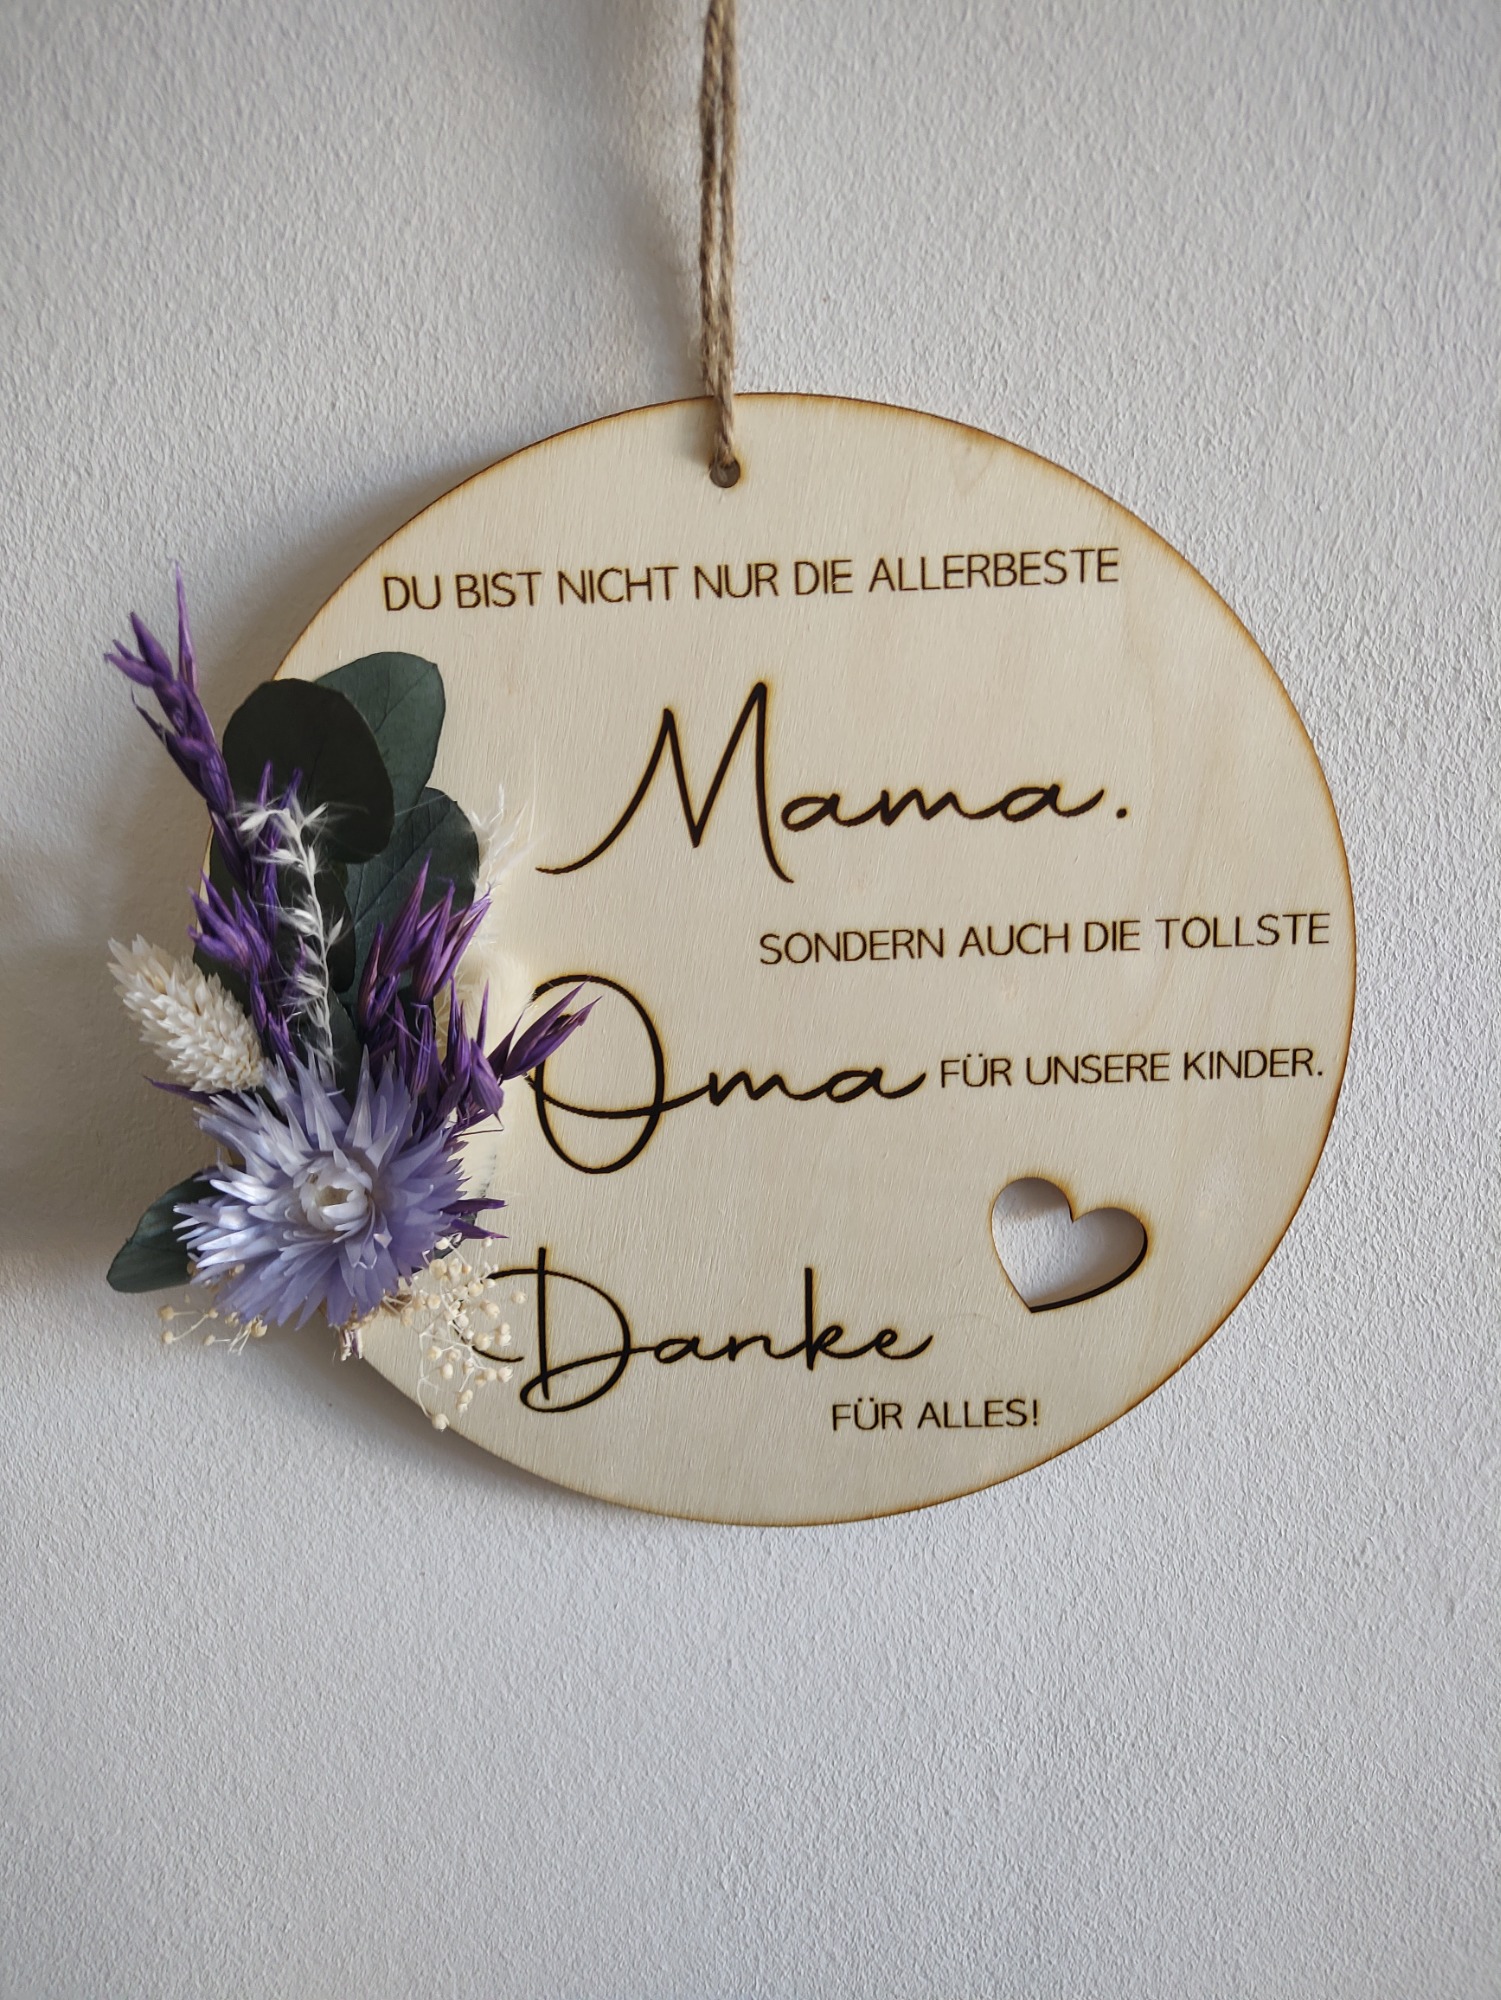 DU BIST NICHT NUR DIE ALLERBESTE
Mama.
SONDERN AUCH DIE TOLLSTE
Oma FÜR UNSERE KINDER.
Danke
FÜR ALLES!